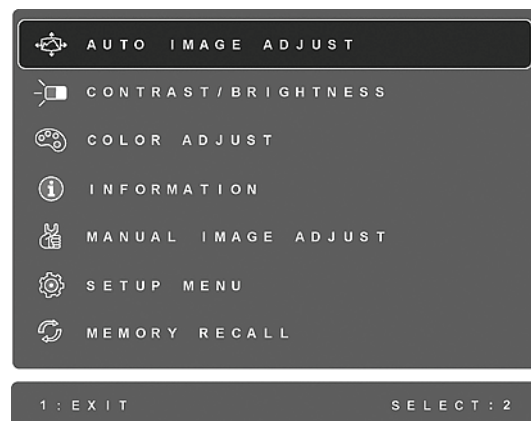 AUTO IMAGE ADJUST
CONTRAST/BRIGHTNESS
COLOR ADJUST
INFORMATION
MANUAL IMAGE ADJUST
SETUP MENU
MEMORY RECALL
1:EXIT SELECT:2